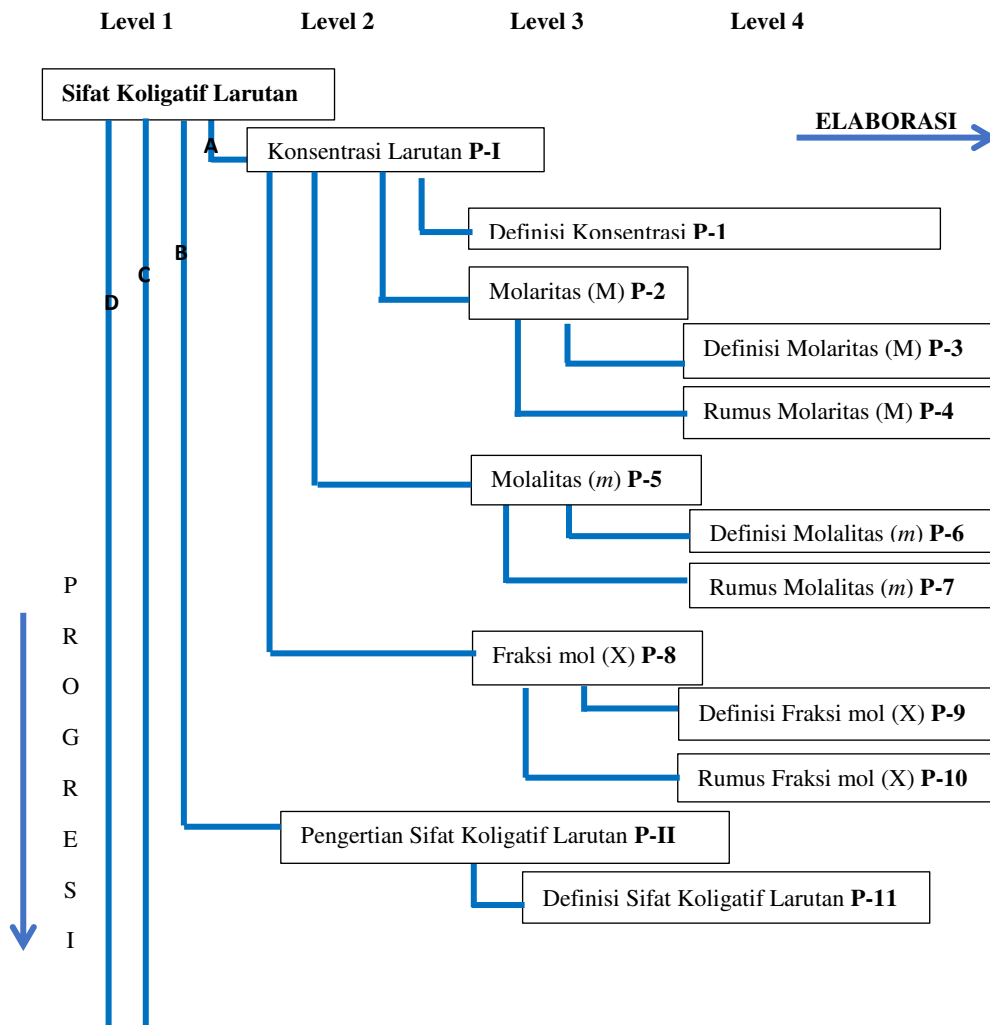 Level 1 Level 2 Level 3 Level 4
Sifat Koligatif Larutan
ELABORASI
A
Konsentrasi Larutan P-I
Definisi Konsentrasi P-1
B
C
D
Molaritas (M) P-2
Definisi Molaritas (M) P-3
Rumus Molaritas (M) P-4
Molalitas (m) P-5
Definisi Molalitas (m) P-6
Rumus Molalitas (m) P-7
Fraksi mol (X) P-8
Definisi Fraksi mol (X) P-9
Rumus Fraksi mol (X) P-10
Pengertian Sifat Koligatif Larutan P-II
Definisi Sifat Koligatif Larutan P-11
P
R
O
G
R
E
S
I